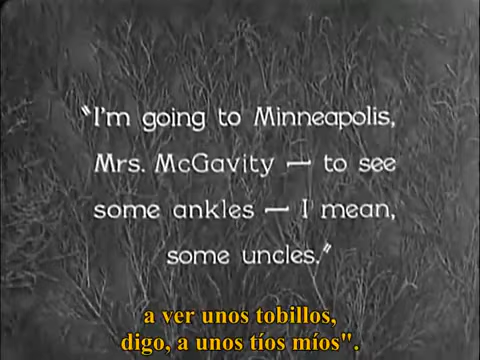 "I'm going to Minneapolis,
Mrs. McGavity — to see
some ankles — I mean,
some uncles."
a ver unos tobillos,
digo, a unos tíos míos".